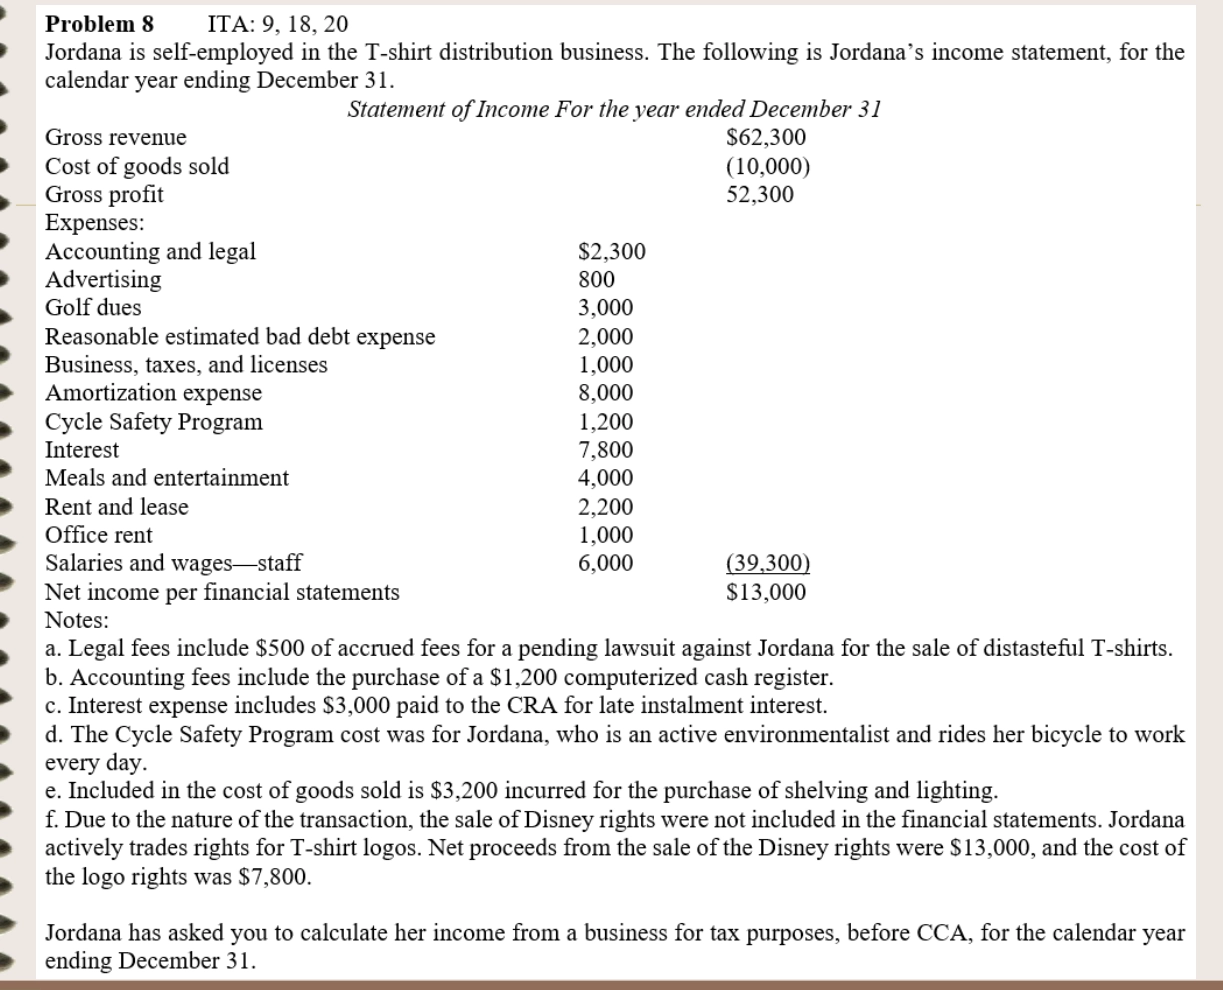 Problem 8 ITA: 9, 18, 20
Jordana is self-employed in the T-shirt distribution business. The following is Jordana’s income statement, for the
calendar year ending December 31.
Statement of Income For the year ended December 31
Gross revenue $62,300
Cost of goods sold (10,000)
Gross profit 52,300
Expenses:
Accounting and legal $2,300
Advertising 800
Golf dues 3,000
Reasonable estimated bad debt expense 2,000
Business, taxes, and licenses 1,000
Amortization expense 8,000
Cycle Safety Program 1,200
Interest 7,800
Meals and entertainment 4,000
Rent and lease 2,200
Office rent 1,000
Salaries and wages—staff 6,000 (39,300)
Net income per financial statements $13,000
Notes:
a. Legal fees include $500 of accrued fees for a pending lawsuit against Jordana for the sale of distasteful T-shirts.
b. Accounting fees include the purchase of a $1,200 computerized cash register.
c. Interest expense includes $3,000 paid to the CRA for late instalment interest.
d. The Cycle Safety Program cost was for Jordana, who is an active environmentalist and rides her bicycle to work
every day.
e. Included in the cost of goods sold is $3,200 incurred for the purchase of shelving and lighting.
f. Due to the nature of the transaction, the sale of Disney rights were not included in the financial statements. Jordana
actively trades rights for T-shirt logos. Net proceeds from the sale of the Disney rights were $13,000, and the cost of
the logo rights was $7,800.
Jordana has asked you to calculate her income from a business for tax purposes, before CCA, for the calendar year
ending December 31.